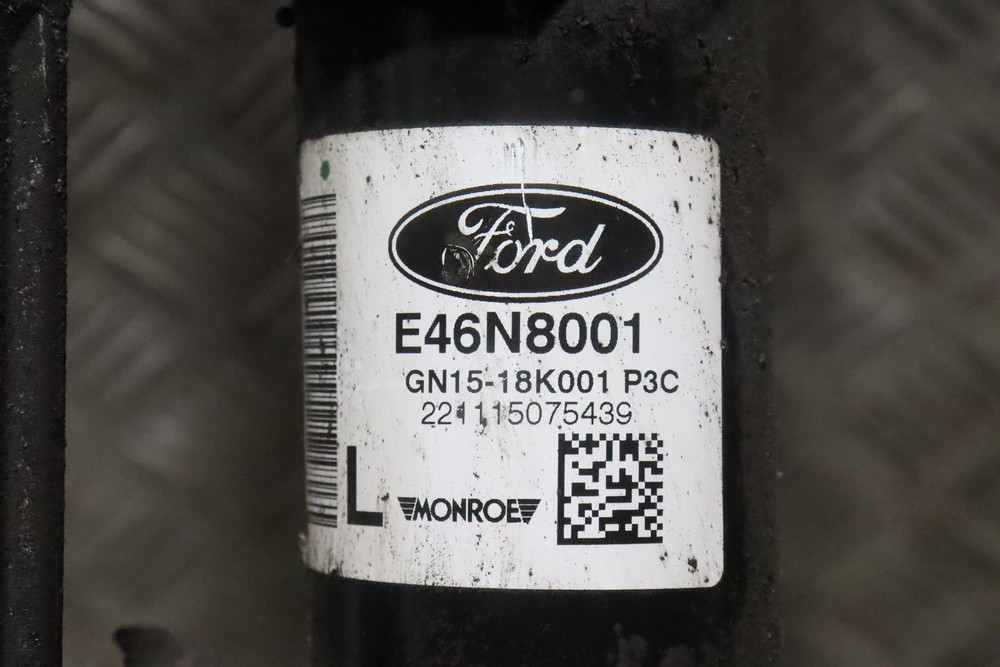 Ford
E46N8001
GN15-18K001 P3C
221115075439
L
MONROE